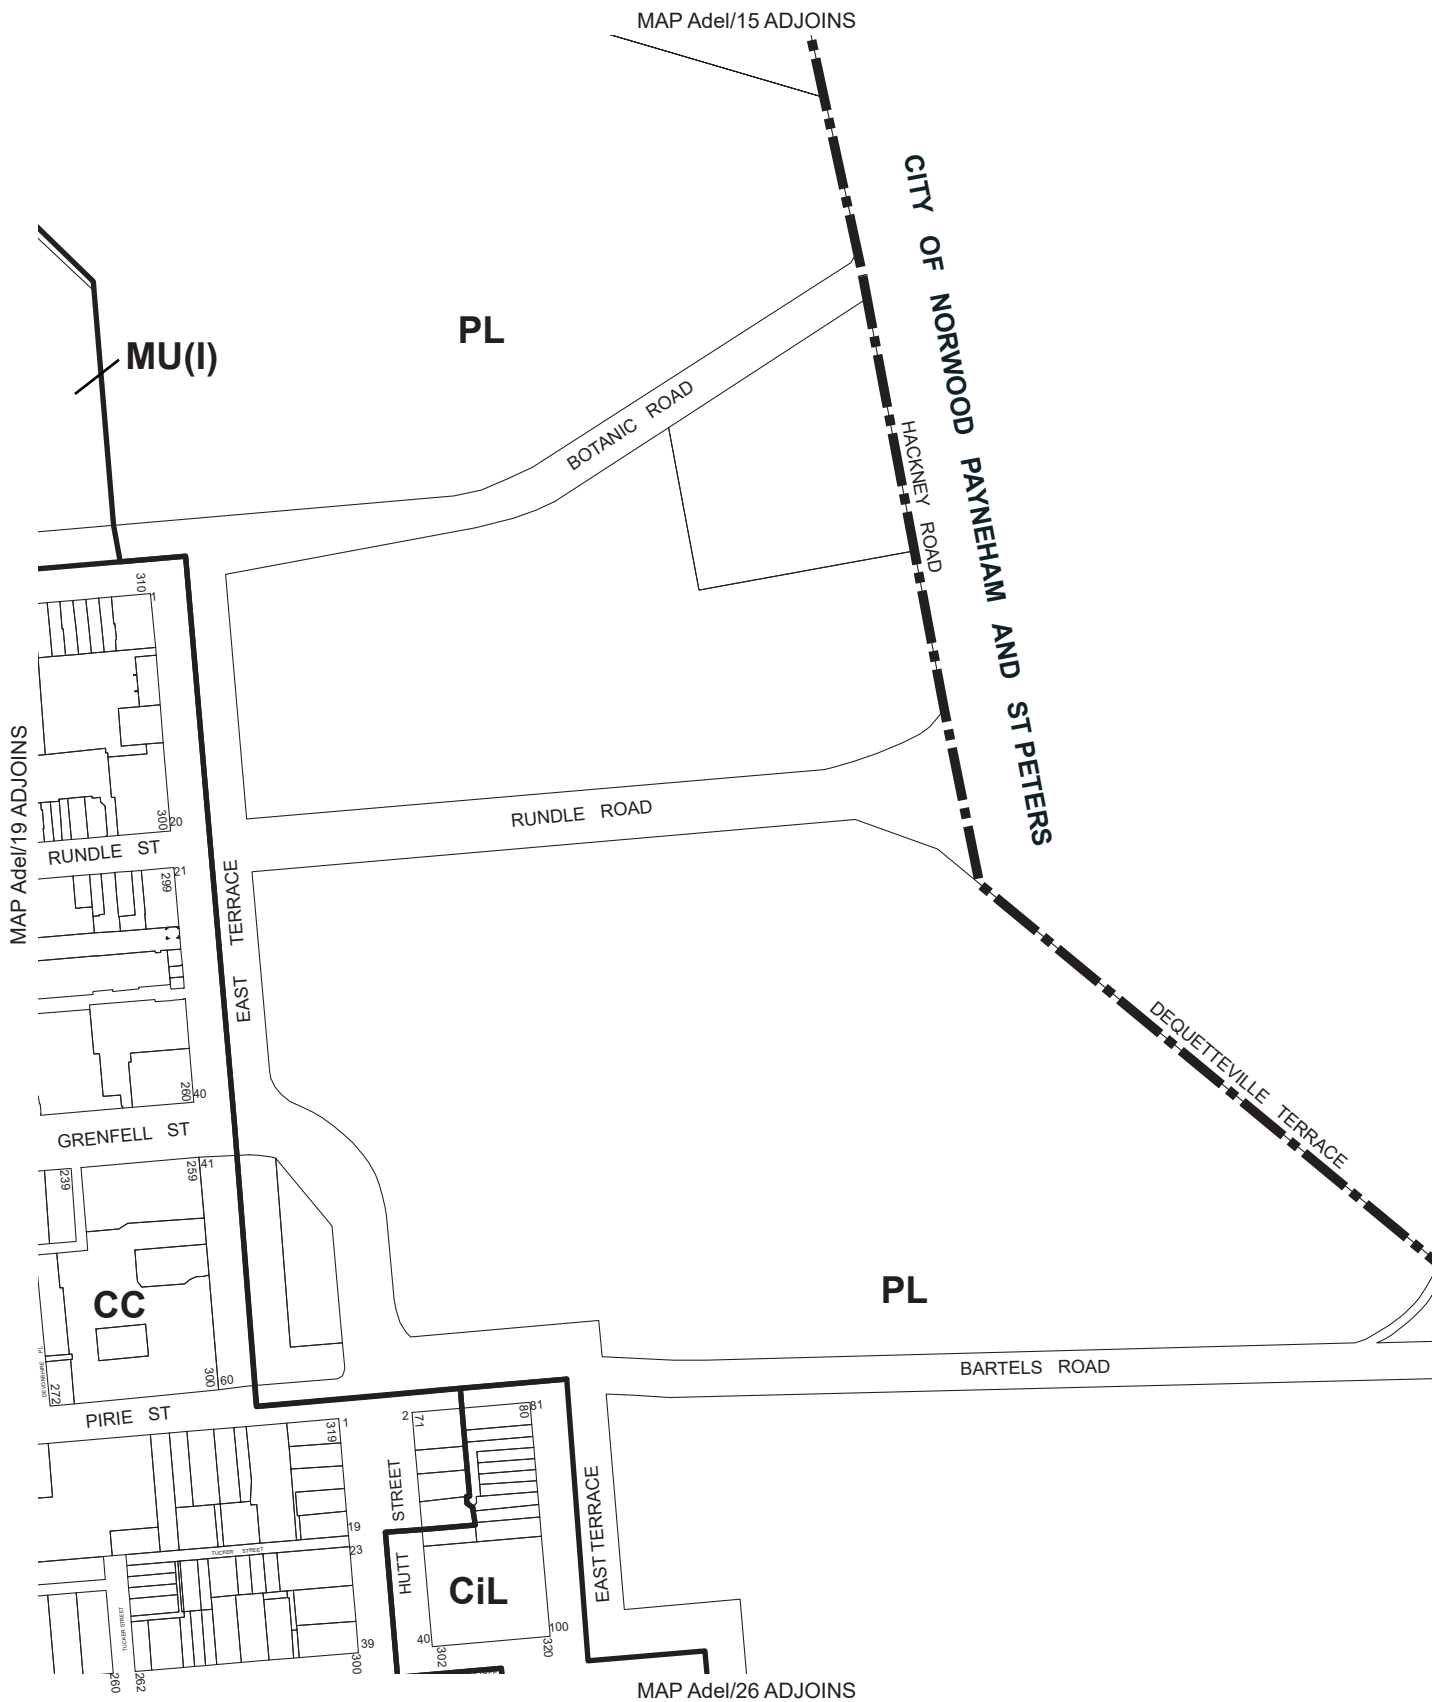 MAP Adel/15 ADJOINS
CITY OF NORWOOD PAYNEHAM AND ST PETERS
PL
MU(I)
BOTANIC ROAD
HACKNEY ROAD
310
1
MAP Adel/19 ADJOINS
RUNDLE ROAD
300
20
RUNDLE ST
21
299
EAST TERRACE
DEQUETTEVILLE TERRACE
260
40
GRENFELL ST
239
259
41
CC
PL
DEVONSHIRE PL
272
300
60
BARTELS ROAD
PIRIE ST
319
1
2
71
80
81
HUTT STREET
EAST TERRACE
19
23
TUCKER STREET
CiL
TUCKER STREET
39
300
40
302
100
320
260
262
MAP Adel/26 ADJOINS